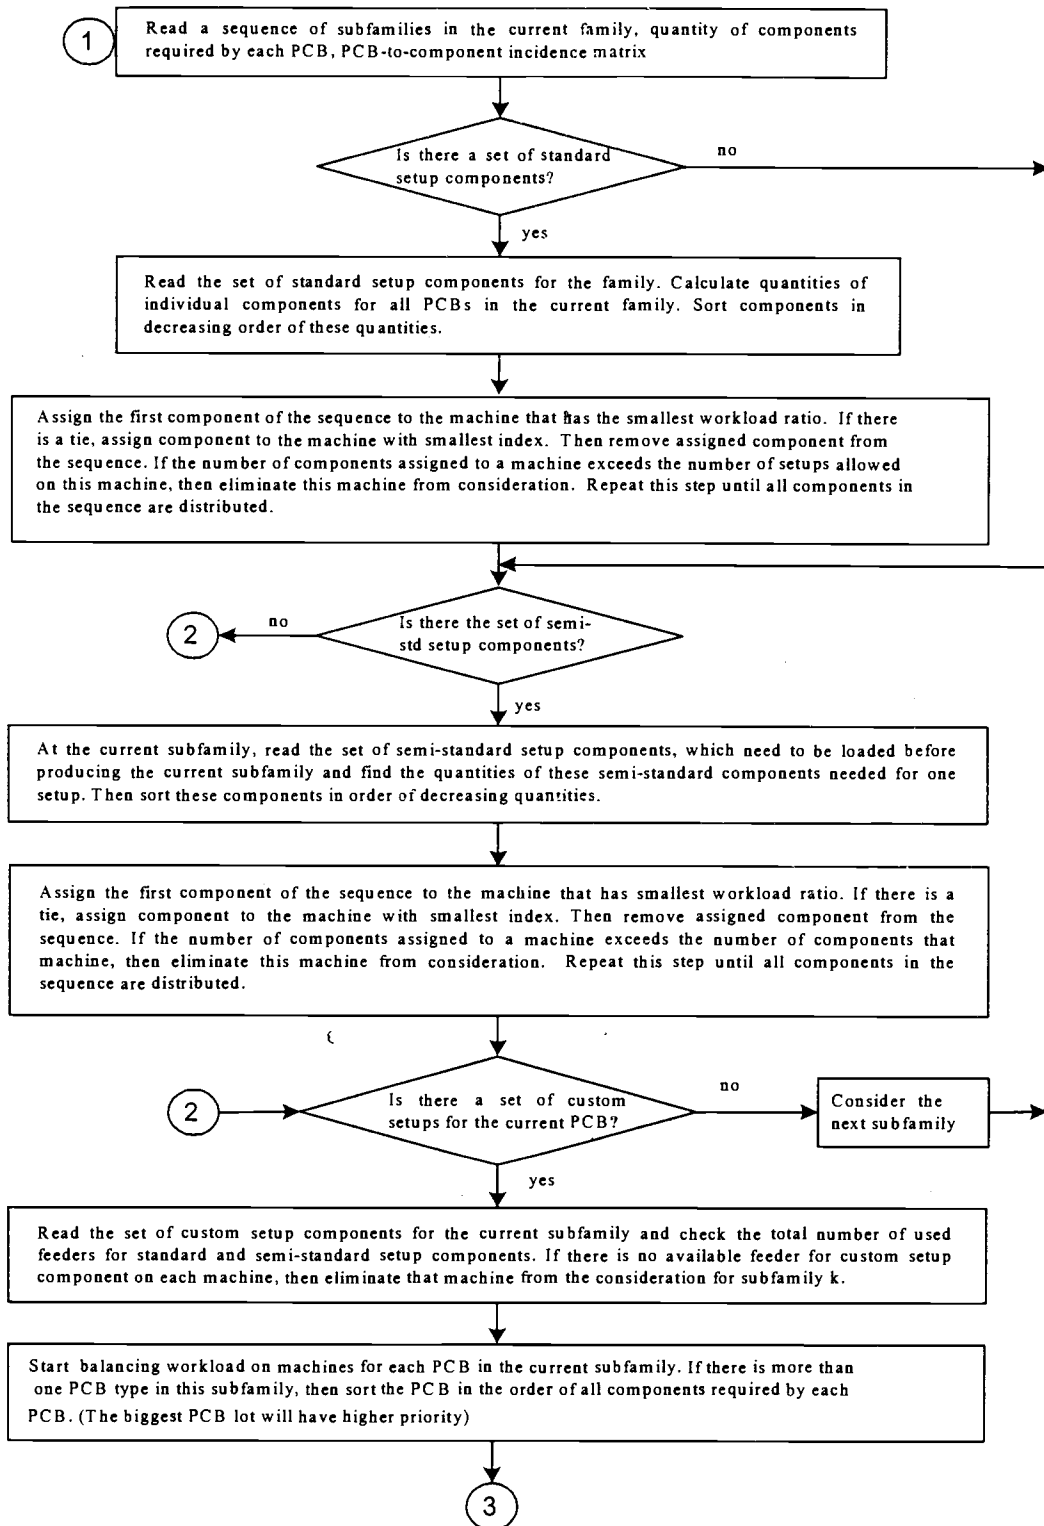 1
Read a sequence of subfamilies in the current family, quantity of components
required by each PCB, PCB-to-component incidence matrix
Is there a set of standard
setup components?
no
yes
Read the set of standard setup components for the family. Calculate quantities of
individual components for all PCBs in the current family. Sort components in
decreasing order of these quantities.
Assign the first component of the sequence to the machine that has the smallest workload ratio. If there
is a tie, assign component to the machine with smallest index. Then remove assigned component from
the sequence. If the number of components assigned to a machine exceeds the number of setups allowed
on this machine, then eliminate this machine from consideration. Repeat this step until all components in
the sequence are distributed.
2
no
Is there the set of semi-
std setup components?
yes
At the current subfamily, read the set of semi-standard setup components, which need to be loaded before
producing the current subfamily and find the quantities of these semi-standard components needed for one
setup. Then sort these components in order of decreasing quantities.
Assign the first component of the sequence to the machine that has smallest workload ratio. If there is a
tie, assign component to the machine with smallest index. Then remove assigned component from the
sequence. If the number of components assigned to a machine exceeds the number of components that
machine, then eliminate this machine from consideration. Repeat this step until all components in the
sequence are distributed.
2
Is there a set of custom
setups for the current PCB?
no
Consider the
next subfamily
yes
Read the set of custom setup components for the current subfamily and check the total number of used
feeders for standard and semi-standard setup components. If there is no available feeder for custom setup
component on each machine, then eliminate that machine from the consideration for subfamily k.
Start balancing workload on machines for each PCB in the current subfamily. If there is more than
one PCB type in this subfamily, then sort the PCB in the order of all components required by each
PCB. (The biggest PCB lot will have higher priority)
3